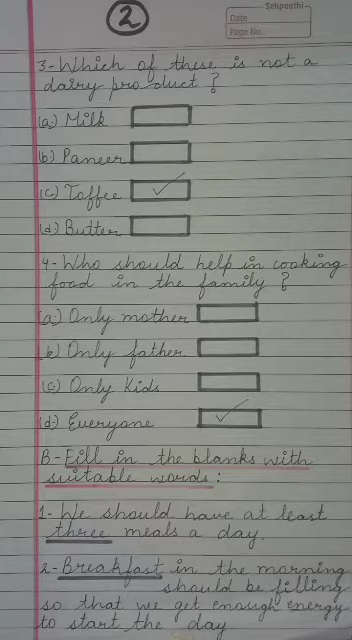 2
Sehpaathi
Date
Page No.
3-Which of these is not a
dairy product ?
(a) Milk
(b) Paneer
(c) Toffee ✓
(d) Butter
4-Who should help in cooking
food in the family ?
(a) Only mother
(b) Only father
(c) Only Kids
(d) Everyone ✓
B-Fill in the blanks with
suitable words:
1- We should have at least
three meals a day.
2-Breakfast in the morning
should be filling
so that we get enough energy
to start the day